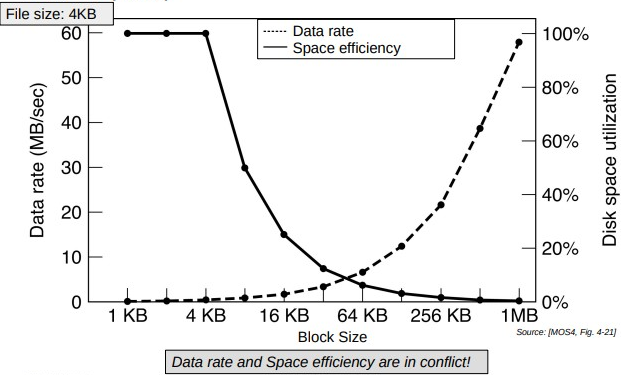 File size: 4KB
Data rate
Space efficiency
60
50
40
30
20
10
0
Data rate (MB/sec)
100%
80%
60%
40%
20%
0%
Disk space utilization
1 KB
4 KB
16 KB
64 KB
256 KB
1MB
Block Size
Source: [MOS4, Fig. 4-21]
Data rate and Space efficiency are in conflict!